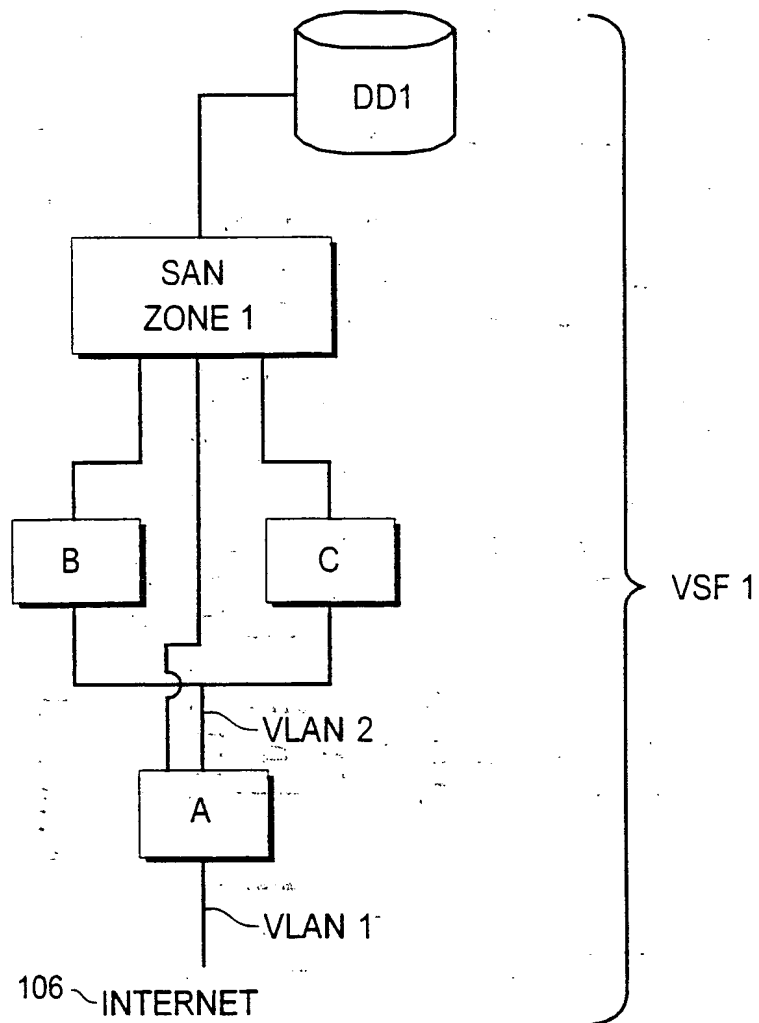 DD1
SAN
ZONE 1
B
C
VSF 1
VLAN 2
A
VLAN 1
106 INTERNET